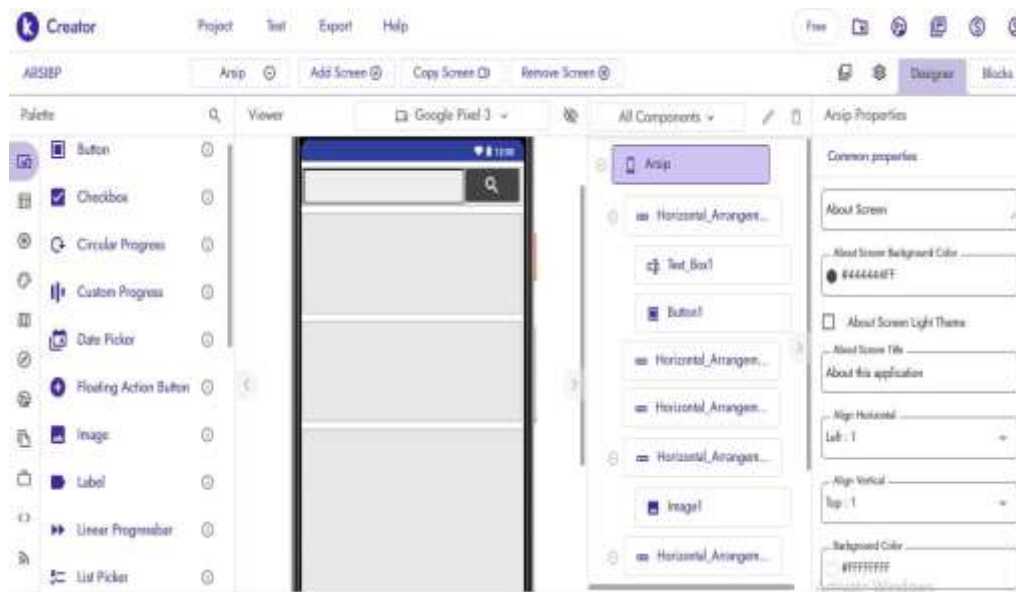 Creator Project Test Export Help Free
ARSIBP Arsip Add Screen Copy Screen Remove Screen Designer Blocks
Palette Viewer Google Pixel 3 All Components Arsip Properties
Button
Checkbox
Circular Progress
Custom Progress
Date Picker
Floating Action Button
Image
Label
Linear Progressbar
List Picker
Arsip
Horizontal_Arrangem...
Text_Box1
Button1
Horizontal_Arrangem...
Horizontal_Arrangem...
Horizontal_Arrangem...
Image1
Horizontal_Arrangem...
Common properties
About Screen
About Screen Background Color
#444444FF
About Screen Light Theme
About Screen Title
About this application
Align Horizontal
Left : 1
Align Vertical
Top : 1
Background Color
#FFFFFFFF
Activate Windows